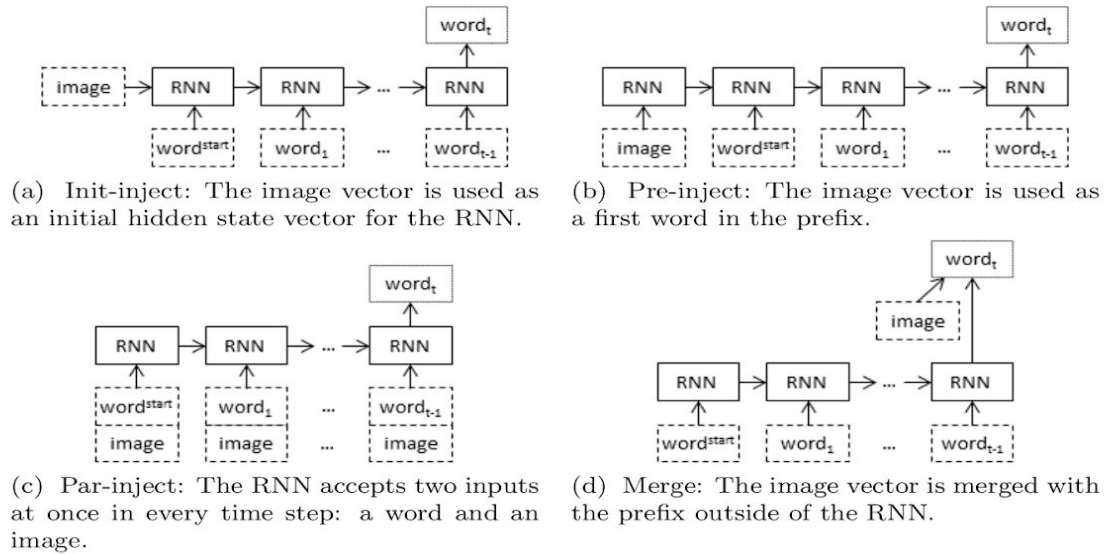 word_t
image RNN RNN ... RNN
word^start word_1 ... word_t-1
(a) Init-inject: The image vector is used as
an initial hidden state vector for the RNN.
word_t
RNN RNN RNN ... RNN
image word^start word_1 ... word_t-1
(b) Pre-inject: The image vector is used as
a first word in the prefix.
word_t
RNN RNN ... RNN
word^start word_1 ... word_t-1
image image ... image
(c) Par-inject: The RNN accepts two inputs
at once in every time step: a word and an
image.
word_t
image
RNN RNN ... RNN
word^start word_1 ... word_t-1
(d) Merge: The image vector is merged with
the prefix outside of the RNN.